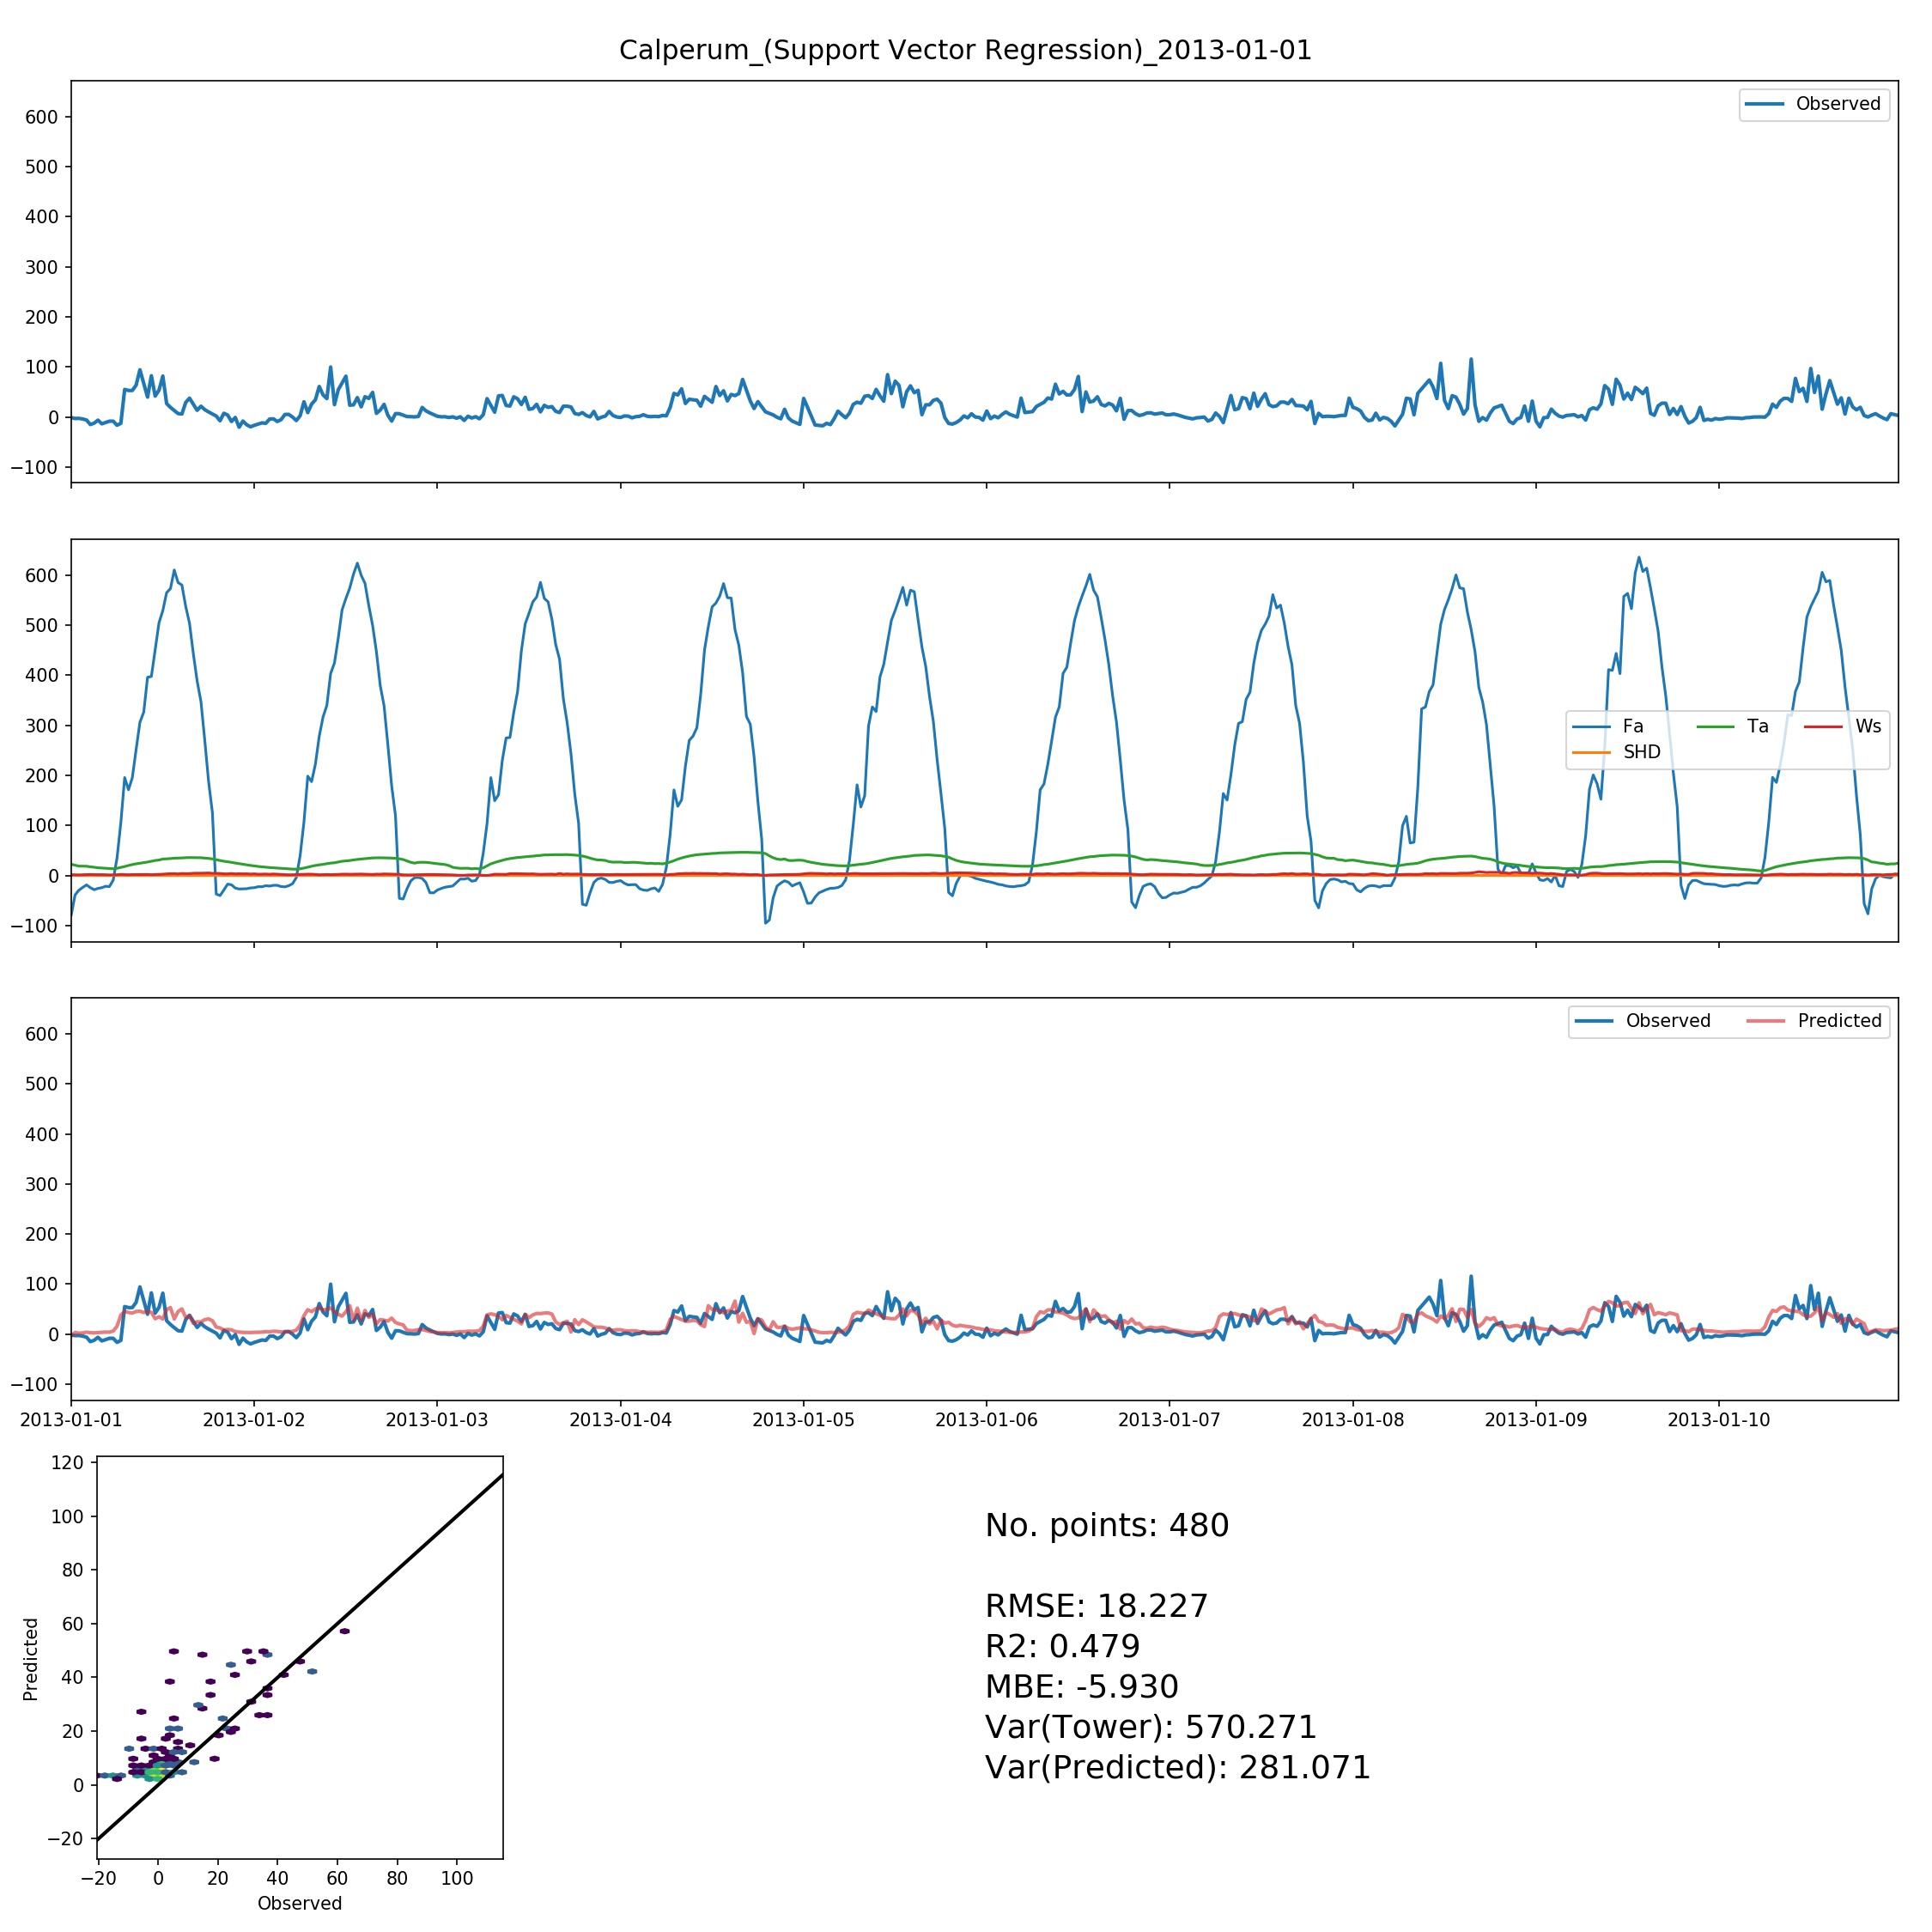 Calperum_(Support Vector Regression)_2013-01-01
600
500
400
300
200
100
0
−100
Observed
600
500
400
300
200
100
0
−100
Fa Ta Ws
SHD
600
500
400
300
200
100
0
−100
Observed Predicted
2013-01-01 2013-01-02 2013-01-03 2013-01-04 2013-01-05 2013-01-06 2013-01-07 2013-01-08 2013-01-09 2013-01-10
120
100
80
60
40
20
0
−20
Predicted
−20 0 20 40 60 80 100
Observed
No. points: 480
RMSE: 18.227
R2: 0.479
MBE: -5.930
Var(Tower): 570.271
Var(Predicted): 281.071